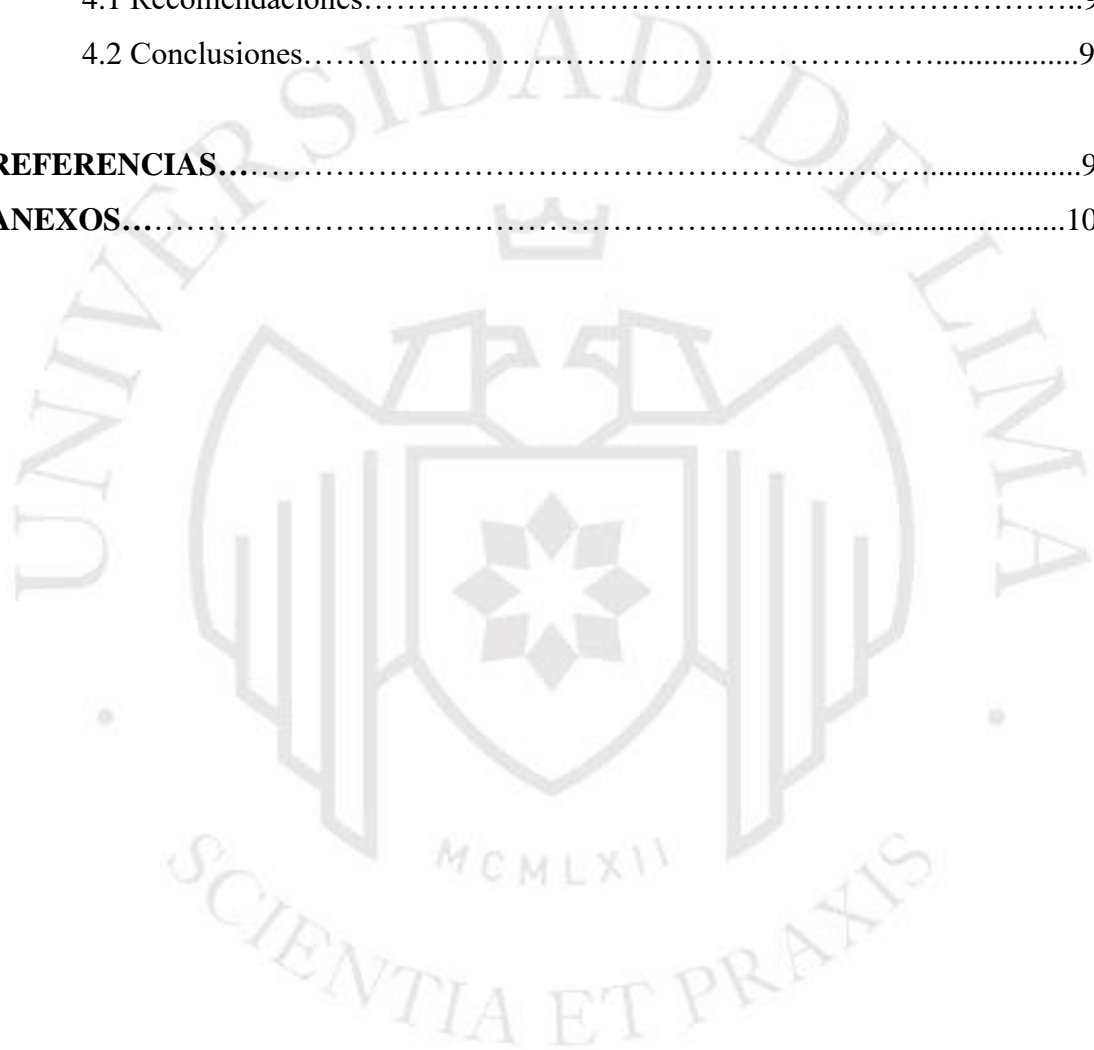 4.1 Recomendaciones………………………………………………………………..9
4.2 Conclusiones……………..……………………………….……..................9
REFERENCIAS…………………………………………………………...................9
ANEXOS…………………………………………………...................................10
UNIVERSIDAD DE LIMA
MCMLXII
SCIENTIA ET PRAXIS